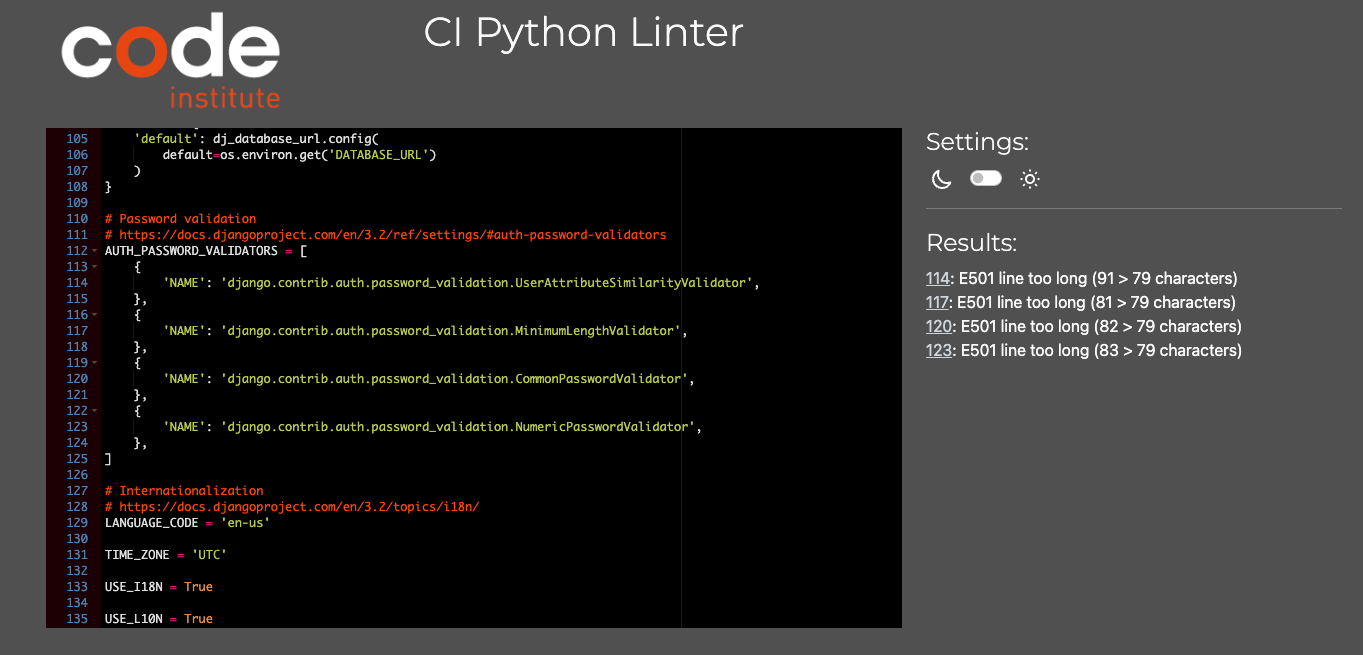 code
institute
CI Python Linter
105 'default': dj_database_url.config(
106 default=os.environ.get('DATABASE_URL')
107 )
108 }
109
110 # Password validation
111 # https://docs.djangoproject.com/en/3.2/ref/settings/#auth-password-validators
112 AUTH_PASSWORD_VALIDATORS = [
113 {
114 'NAME': 'django.contrib.auth.password_validation.UserAttributeSimilarityValidator',
115 },
116 {
117 'NAME': 'django.contrib.auth.password_validation.MinimumLengthValidator',
118 },
119 {
120 'NAME': 'django.contrib.auth.password_validation.CommonPasswordValidator',
121 },
122 {
123 'NAME': 'django.contrib.auth.password_validation.NumericPasswordValidator',
124 },
125 ]
126
127 # Internationalization
128 # https://docs.djangoproject.com/en/3.2/topics/i18n/
129 LANGUAGE_CODE = 'en-us'
130
131 TIME_ZONE = 'UTC'
132
133 USE_I18N = True
134
135 USE_L10N = True
Settings:
Results:
114: E501 line too long (91 > 79 characters)
117: E501 line too long (81 > 79 characters)
120: E501 line too long (82 > 79 characters)
123: E501 line too long (83 > 79 characters)